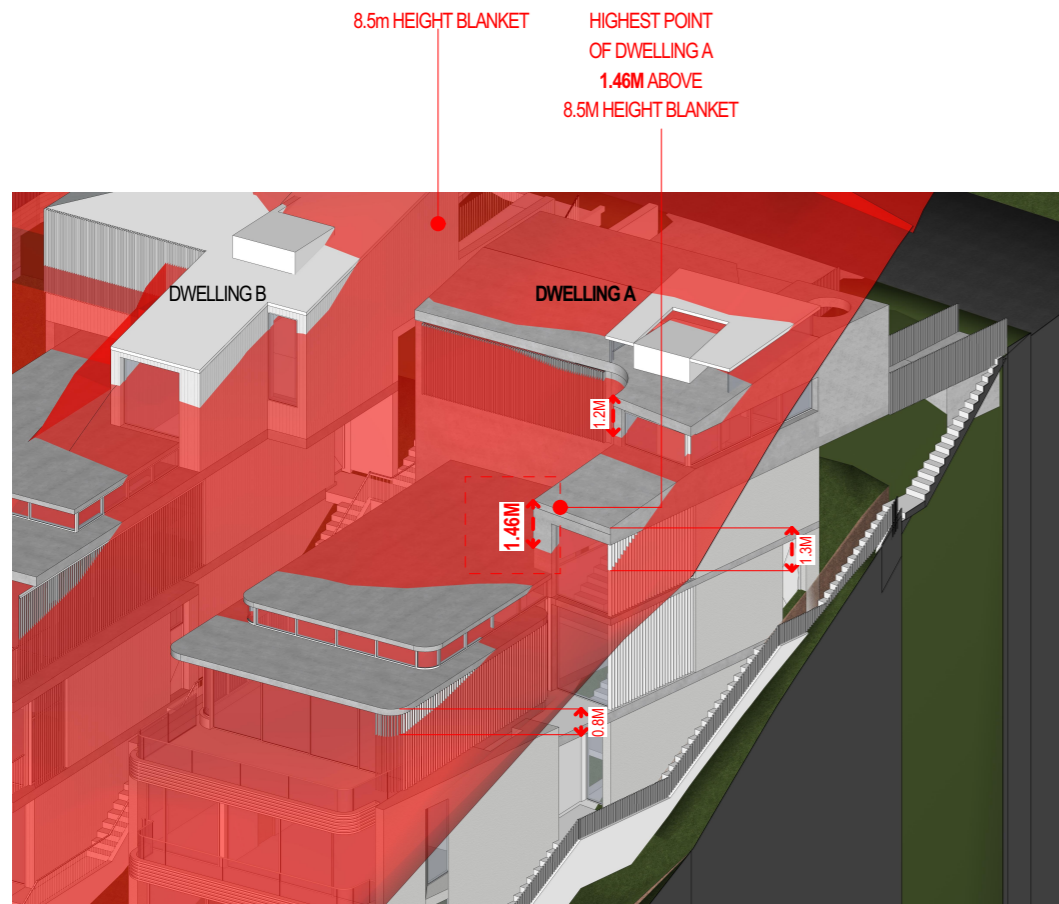 8.5m HEIGHT BLANKET
HIGHEST POINT
OF DWELLING A
1.46M ABOVE
8.5M HEIGHT BLANKET
DWELLING B
DWELLING A
1.2M
1.46M
1.3M
0.8M